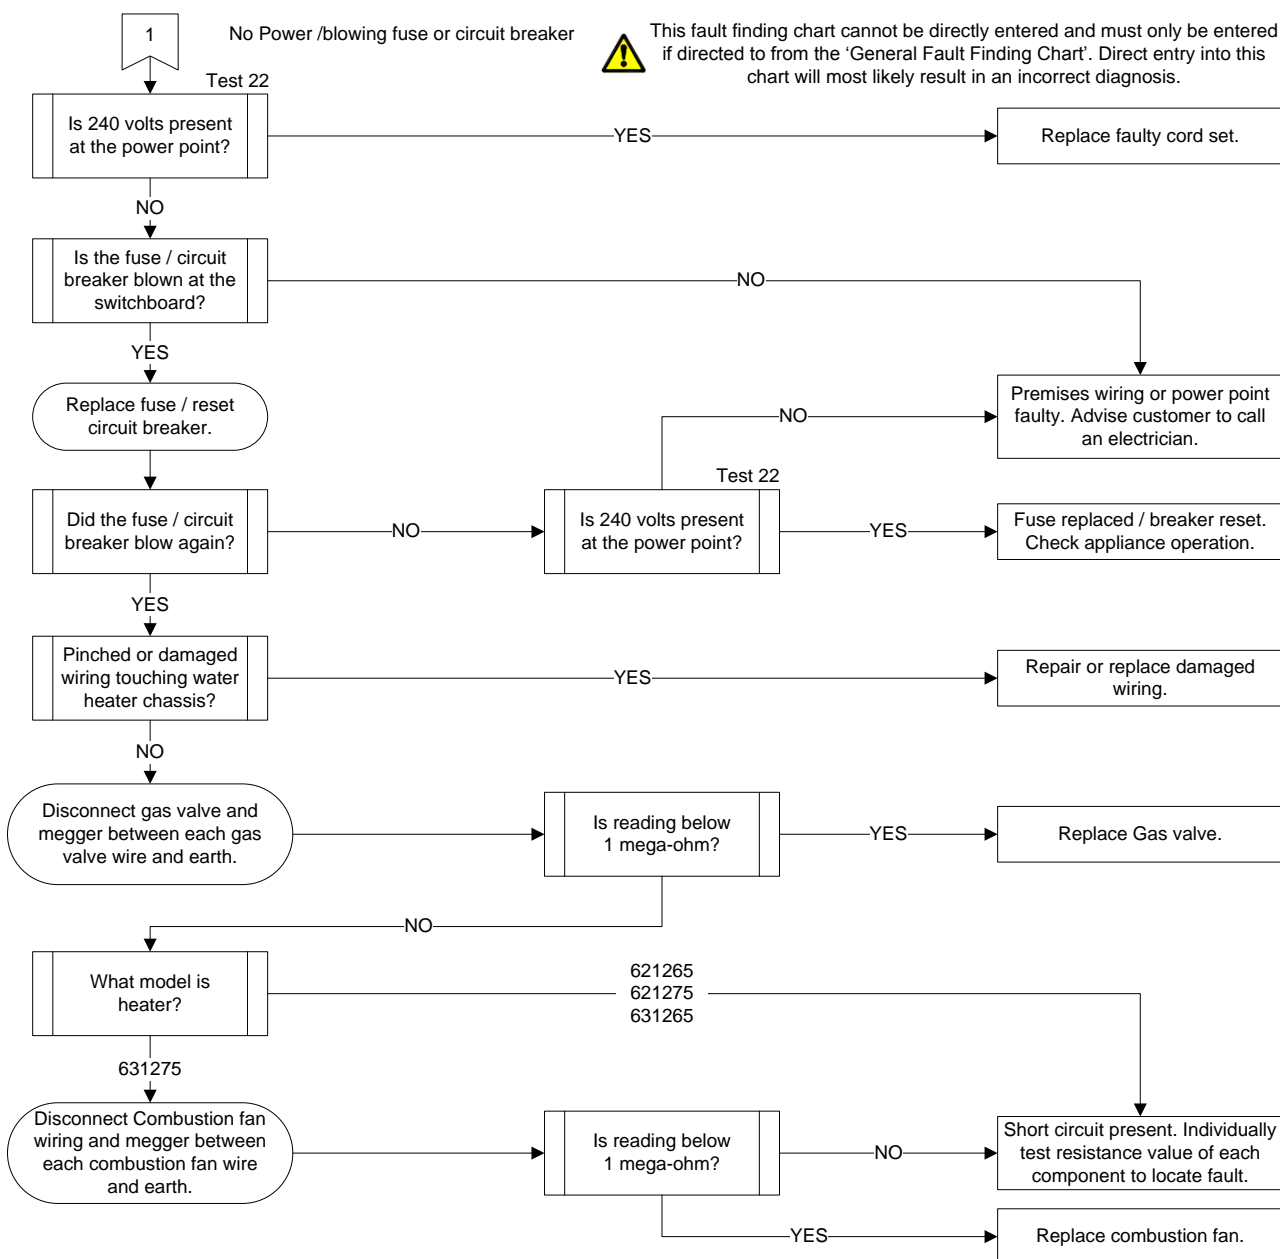 1
No Power /blowing fuse or circuit breaker
This fault finding chart cannot be directly entered and must only be entered
if directed to from the ‘General Fault Finding Chart’. Direct entry into this
chart will most likely result in an incorrect diagnosis.
Test 22
Is 240 volts present
at the power point?
YES
Replace faulty cord set.
NO
Is the fuse / circuit
breaker blown at the
switchboard?
NO
YES
Replace fuse / reset
circuit breaker.
NO
Premises wiring or power point
faulty. Advise customer to call
an electrician.
Test 22
Did the fuse / circuit
breaker blow again?
NO
Is 240 volts present
at the power point?
YES
Fuse replaced / breaker reset.
Check appliance operation.
YES
Pinched or damaged
wiring touching water
heater chassis?
YES
Repair or replace damaged
wiring.
NO
Disconnect gas valve and
megger between each gas
valve wire and earth.
Is reading below
1 mega-ohm?
YES
Replace Gas valve.
NO
What model is
heater?
621265
621275
631265
631275
Disconnect Combustion fan
wiring and megger between
each combustion fan wire
and earth.
Is reading below
1 mega-ohm?
NO
Short circuit present. Individually
test resistance value of each
component to locate fault.
YES
Replace combustion fan.